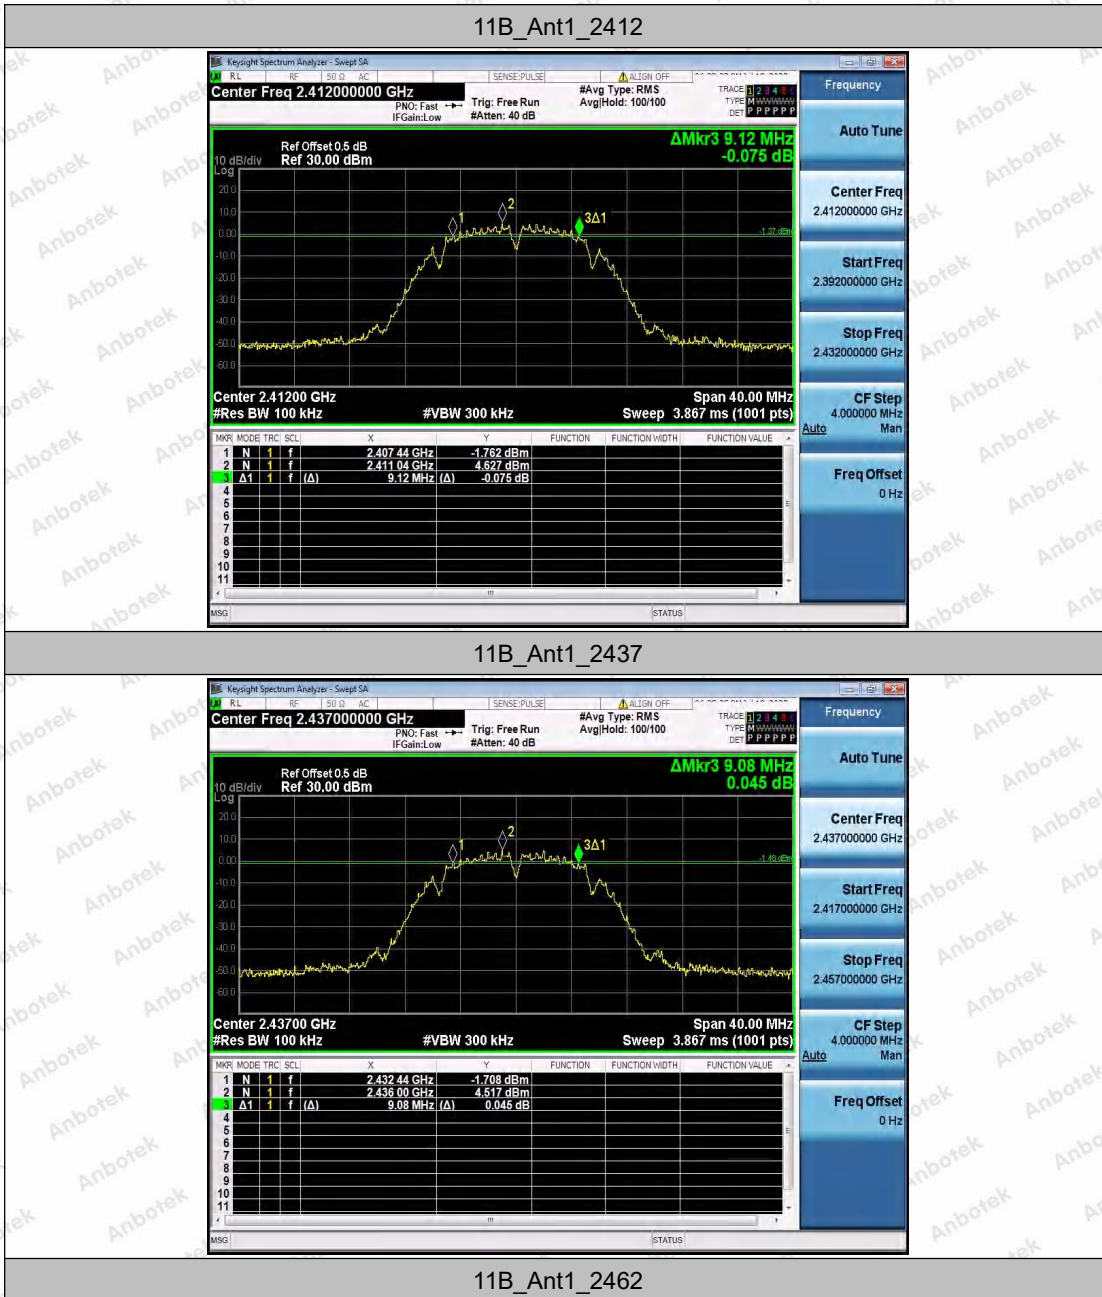 11B_Ant1_2412
Keysight Spectrum Analyzer - Swept SA
RL RF 50 Ω AC SENSE:PULSE ALIGN OFF
Center Freq 2.412000000 GHz
PNO: Fast
IFGain:Low
Trig: Free Run
#Atten: 40 dB
#Avg Type: RMS
Avg|Hold: 100/100
TRACE 1 2 3 4 5 6
TYPE M WWWWW
DET P P P P P P
ΔMkr3 9.12 MHz
-0.075 dB
Ref Offset 0.5 dB
10 dB/div Ref 30.00 dBm
Log
20.0
10.0
0.00
-10.0
-20.0
-30.0
-40.0
-50.0
-60.0
1
2
3Δ1
-1.37 dBm
Center 2.41200 GHz Span 40.00 MHz
#Res BW 100 kHz #VBW 300 kHz Sweep 3.867 ms (1001 pts)
MKR MODE TRC SCL X Y FUNCTION FUNCTION WIDTH FUNCTION VALUE
1 N 1 f 2.407 44 GHz -1.762 dBm
2 N 1 f 2.411 04 GHz 4.627 dBm
3 Δ1 1 f (Δ) 9.12 MHz (Δ) -0.075 dB
4
5
6
7
8
9
10
11
MSG STATUS
Frequency
Auto Tune
Center Freq
2.412000000 GHz
Start Freq
2.392000000 GHz
Stop Freq
2.432000000 GHz
CF Step
4.000000 MHz
Auto Man
Freq Offset
0 Hz
11B_Ant1_2437
Keysight Spectrum Analyzer - Swept SA
RL RF 50 Ω AC SENSE:PULSE ALIGN OFF
Center Freq 2.437000000 GHz
PNO: Fast
IFGain:Low
Trig: Free Run
#Atten: 40 dB
#Avg Type: RMS
Avg|Hold: 100/100
TRACE 1 2 3 4 5 6
TYPE M WWWWW
DET P P P P P P
ΔMkr3 9.08 MHz
0.045 dB
Ref Offset 0.5 dB
10 dB/div Ref 30.00 dBm
Log
20.0
10.0
0.00
-10.0
-20.0
-30.0
-40.0
-50.0
-60.0
1
2
3Δ1
-1.48 dBm
Center 2.43700 GHz Span 40.00 MHz
#Res BW 100 kHz #VBW 300 kHz Sweep 3.867 ms (1001 pts)
MKR MODE TRC SCL X Y FUNCTION FUNCTION WIDTH FUNCTION VALUE
1 N 1 f 2.432 44 GHz -1.708 dBm
2 N 1 f 2.436 00 GHz 4.517 dBm
3 Δ1 1 f (Δ) 9.08 MHz (Δ) 0.045 dB
4
5
6
7
8
9
10
11
MSG STATUS
Frequency
Auto Tune
Center Freq
2.437000000 GHz
Start Freq
2.417000000 GHz
Stop Freq
2.457000000 GHz
CF Step
4.000000 MHz
Auto Man
Freq Offset
0 Hz
11B_Ant1_2462
Anbotek